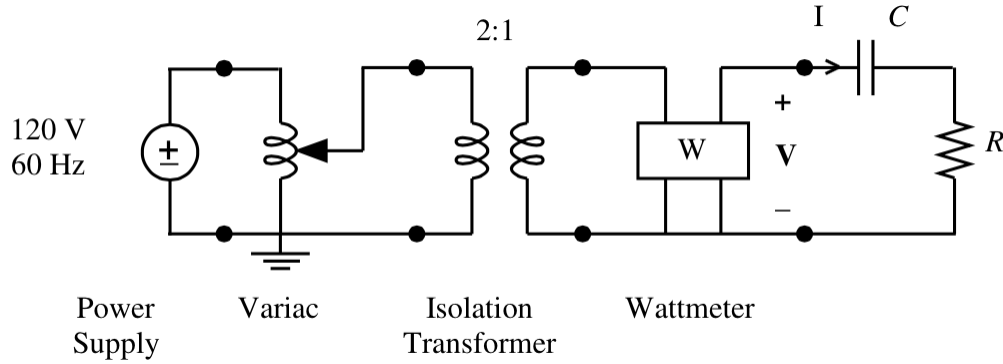 2:1
I
C
120 V
60 Hz
±
W
+
V
–
R
Power
Supply
Variac
Isolation
Transformer
Wattmeter